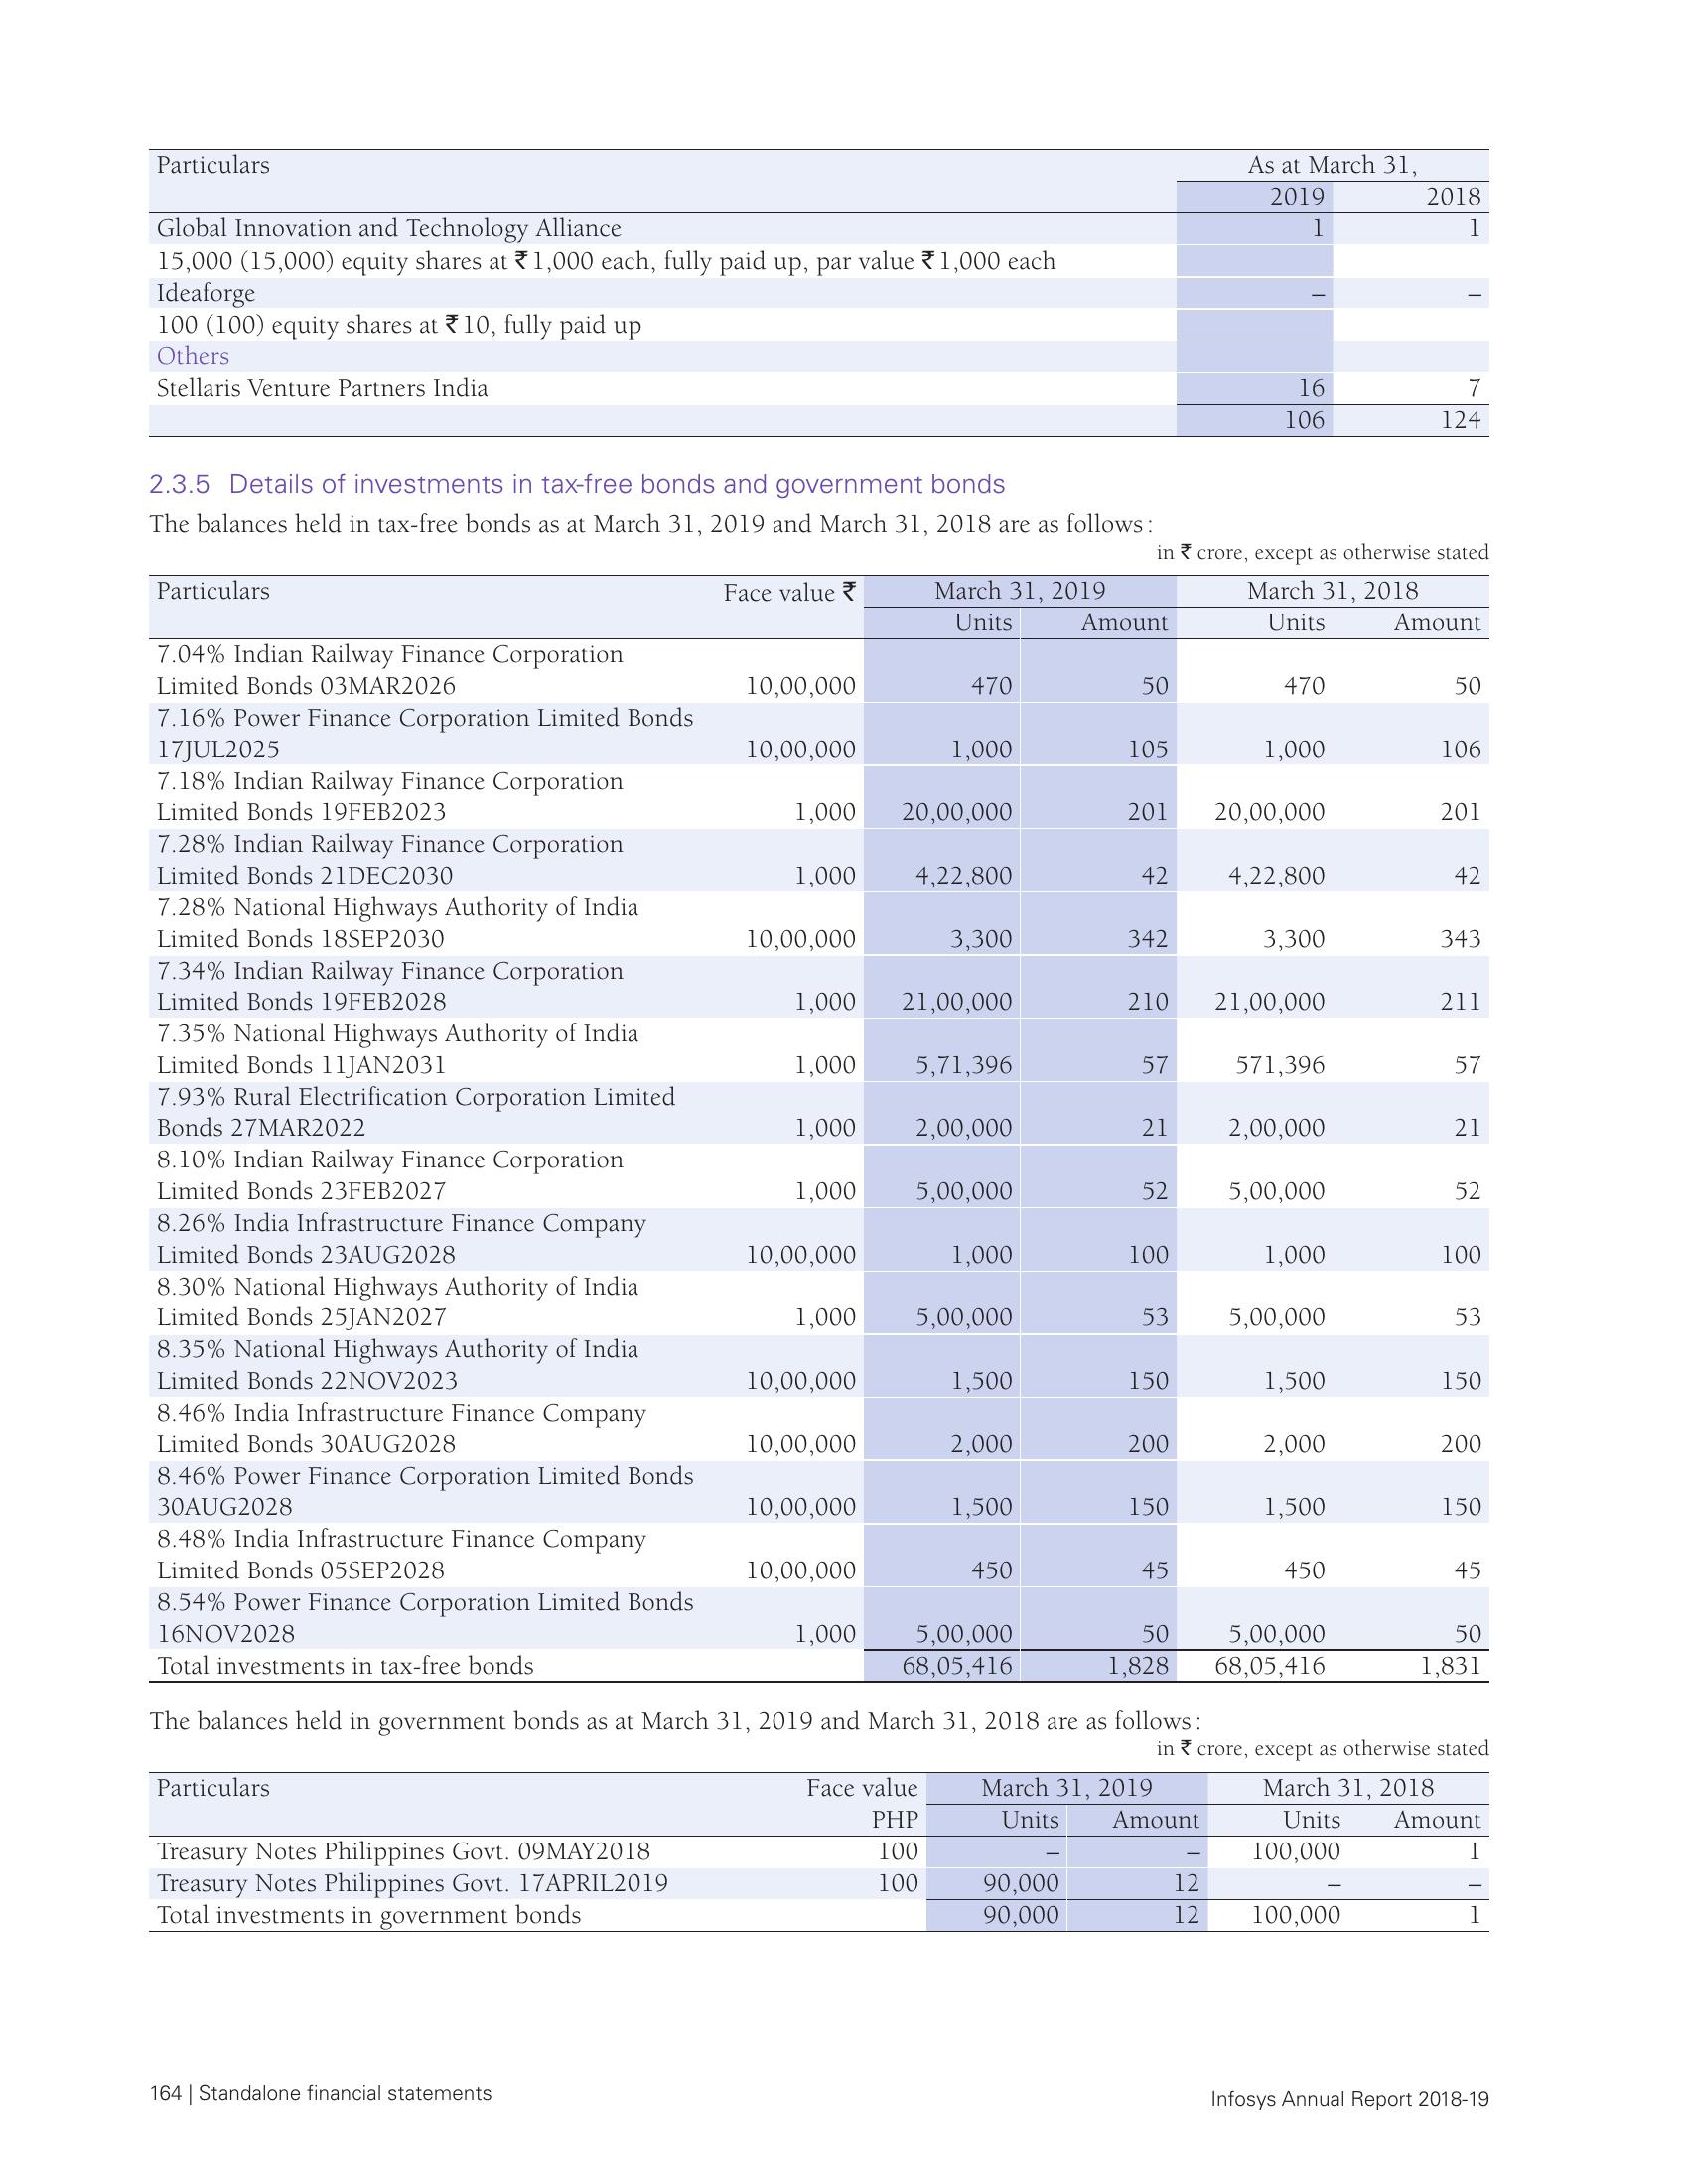 Particulars As at March 31,
2019 2018
Global Innovation and Technology Alliance 1 1
15,000 (15,000) equity shares at ₹1,000 each, fully paid up, par value ₹1,000 each
Ideaforge – –
100 (100) equity shares at ₹10, fully paid up
Others
Stellaris Venture Partners India 16 7
106 124
2.3.5 Details of investments in tax-free bonds and government bonds
The balances held in tax-free bonds as at March 31, 2019 and March 31, 2018 are as follows:
in ₹ crore, except as otherwise stated
Particulars Face value ₹ March 31, 2019 March 31, 2018
Units Amount Units Amount
7.04% Indian Railway Finance Corporation
Limited Bonds 03MAR2026 10,00,000 470 50 470 50
7.16% Power Finance Corporation Limited Bonds
17JUL2025 10,00,000 1,000 105 1,000 106
7.18% Indian Railway Finance Corporation
Limited Bonds 19FEB2023 1,000 20,00,000 201 20,00,000 201
7.28% Indian Railway Finance Corporation
Limited Bonds 21DEC2030 1,000 4,22,800 42 4,22,800 42
7.28% National Highways Authority of India
Limited Bonds 18SEP2030 10,00,000 3,300 342 3,300 343
7.34% Indian Railway Finance Corporation
Limited Bonds 19FEB2028 1,000 21,00,000 210 21,00,000 211
7.35% National Highways Authority of India
Limited Bonds 11JAN2031 1,000 5,71,396 57 571,396 57
7.93% Rural Electrification Corporation Limited
Bonds 27MAR2022 1,000 2,00,000 21 2,00,000 21
8.10% Indian Railway Finance Corporation
Limited Bonds 23FEB2027 1,000 5,00,000 52 5,00,000 52
8.26% India Infrastructure Finance Company
Limited Bonds 23AUG2028 10,00,000 1,000 100 1,000 100
8.30% National Highways Authority of India
Limited Bonds 25JAN2027 1,000 5,00,000 53 5,00,000 53
8.35% National Highways Authority of India
Limited Bonds 22NOV2023 10,00,000 1,500 150 1,500 150
8.46% India Infrastructure Finance Company
Limited Bonds 30AUG2028 10,00,000 2,000 200 2,000 200
8.46% Power Finance Corporation Limited Bonds
30AUG2028 10,00,000 1,500 150 1,500 150
8.48% India Infrastructure Finance Company
Limited Bonds 05SEP2028 10,00,000 450 45 450 45
8.54% Power Finance Corporation Limited Bonds
16NOV2028 1,000 5,00,000 50 5,00,000 50
Total investments in tax-free bonds 68,05,416 1,828 68,05,416 1,831
The balances held in government bonds as at March 31, 2019 and March 31, 2018 are as follows:
in ₹ crore, except as otherwise stated
Particulars Face value March 31, 2019 March 31, 2018
PHP Units Amount Units Amount
Treasury Notes Philippines Govt. 09MAY2018 100 – – 100,000 1
Treasury Notes Philippines Govt. 17APRIL2019 100 90,000 12 – –
Total investments in government bonds 90,000 12 100,000 1
164 | Standalone financial statements Infosys Annual Report 2018-19